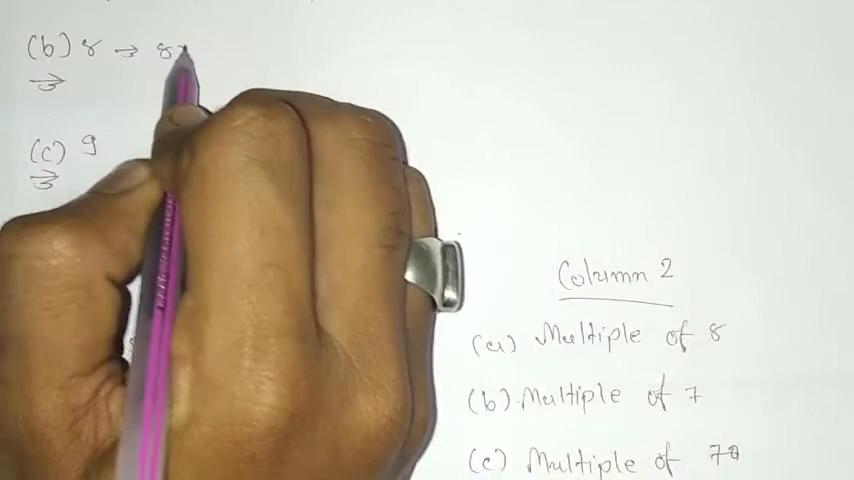 (b) 8 → 8×
⇒
(c) 9
⇒
Column 2
(a) Multiple of 8
(b) Multiple of 7
(c) Multiple of 70